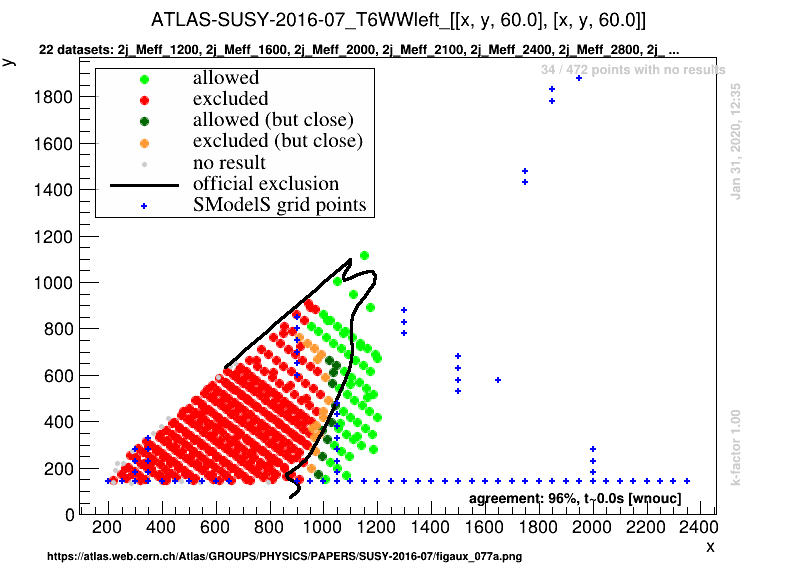 ATLAS-SUSY-2016-07_T6WWleft_[[x, y, 60.0], [x, y, 60.0]]
22 datasets: 2j_Meff_1200, 2j_Meff_1600, 2j_Meff_2000, 2j_Meff_2100, 2j_Meff_2400, 2j_Meff_2800, 2j_ ...
y
34 / 472 points with no results
allowed
excluded
allowed (but close)
excluded (but close)
no result
official exclusion
SModelS grid points
1800
1600
1400
1200
1000
800
600
400
200
0
Jan 31, 2020, 12:35
k-factor 1.00
agreement: 96%, t~0.0s [wnouc]
200 400 600 800 1000 1200 1400 1600 1800 2000 2200 2400
x
https://atlas.web.cern.ch/Atlas/GROUPS/PHYSICS/PAPERS/SUSY-2016-07/figaux_077a.png